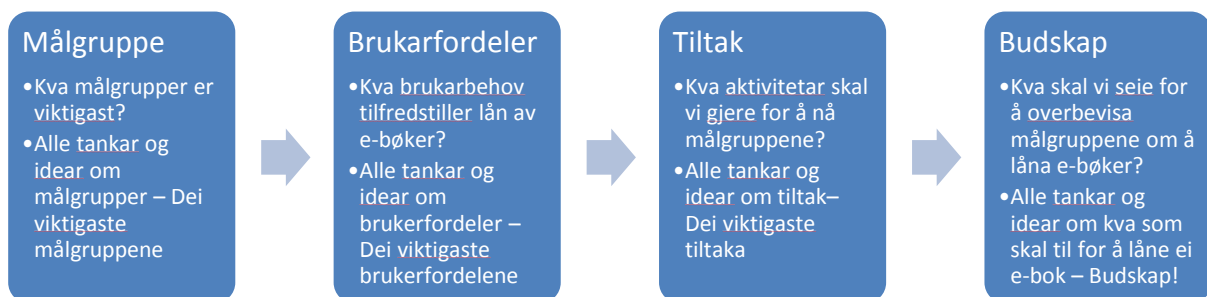 Målgruppe
•Kva målgrupper er
viktigast?
•Alle tankar og
idear om
målgrupper – Dei
viktigaste
målgruppene
Brukarfordeler
•Kva brukarbehov
tilfredstiller lån av
e-bøker?
•Alle tankar og
idear om
brukerfordeler –
Dei viktigaste
brukerfordelene
Tiltak
•Kva aktivitetar skal
vi gjere for å nå
målgruppene?
•Alle tankar og
idear om tiltak–
Dei viktigaste
tiltaka
Budskap
•Kva skal vi seie for
å overbevisa
målgruppene om å
låna e-bøker?
•Alle tankar og
idear om kva som
skal til for å låne ei
e-bok – Budskap!